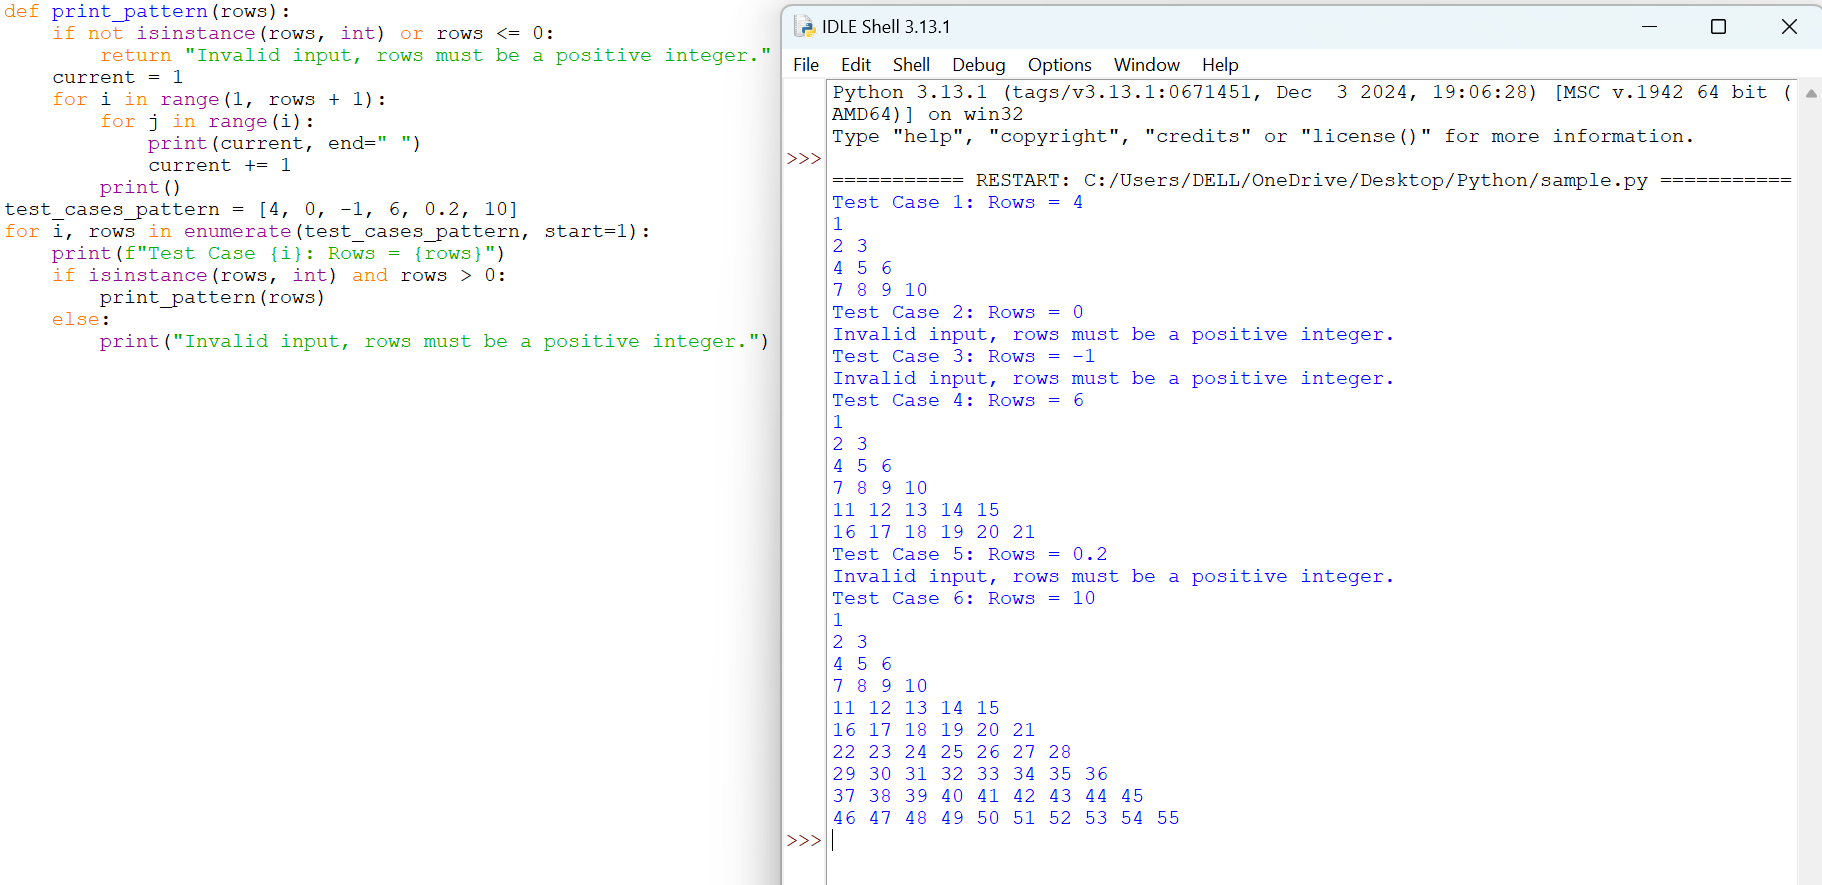 def print_pattern(rows):
    if not isinstance(rows, int) or rows <= 0:
        return "Invalid input, rows must be a positive integer."
    current = 1
    for i in range(1, rows + 1):
        for j in range(i):
            print(current, end=" ")
            current += 1
        print()
test_cases_pattern = [4, 0, -1, 6, 0.2, 10]
for i, rows in enumerate(test_cases_pattern, start=1):
    print(f"Test Case {i}: Rows = {rows}")
    if isinstance(rows, int) and rows > 0:
        print_pattern(rows)
    else:
        print("Invalid input, rows must be a positive integer.")
IDLE Shell 3.13.1
File Edit Shell Debug Options Window Help
Python 3.13.1 (tags/v3.13.1:0671451, Dec  3 2024, 19:06:28) [MSC v.1942 64 bit (
AMD64)] on win32
Type "help", "copyright", "credits" or "license()" for more information.
>>>
=========== RESTART: C:/Users/DELL/OneDrive/Desktop/Python/sample.py ===========
Test Case 1: Rows = 4
1
2 3
4 5 6
7 8 9 10
Test Case 2: Rows = 0
Invalid input, rows must be a positive integer.
Test Case 3: Rows = -1
Invalid input, rows must be a positive integer.
Test Case 4: Rows = 6
1
2 3
4 5 6
7 8 9 10
11 12 13 14 15
16 17 18 19 20 21
Test Case 5: Rows = 0.2
Invalid input, rows must be a positive integer.
Test Case 6: Rows = 10
1
2 3
4 5 6
7 8 9 10
11 12 13 14 15
16 17 18 19 20 21
22 23 24 25 26 27 28
29 30 31 32 33 34 35 36
37 38 39 40 41 42 43 44 45
46 47 48 49 50 51 52 53 54 55
>>>